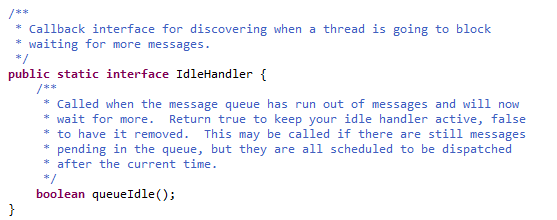 /**
 * Callback interface for discovering when a thread is going to block
 * waiting for more messages.
 */
public static interface IdleHandler {
    /**
     * Called when the message queue has run out of messages and will now
     * wait for more.  Return true to keep your idle handler active, false
     * to have it removed.  This may be called if there are still messages
     * pending in the queue, but they are all scheduled to be dispatched
     * after the current time.
     */
    boolean queueIdle();
}